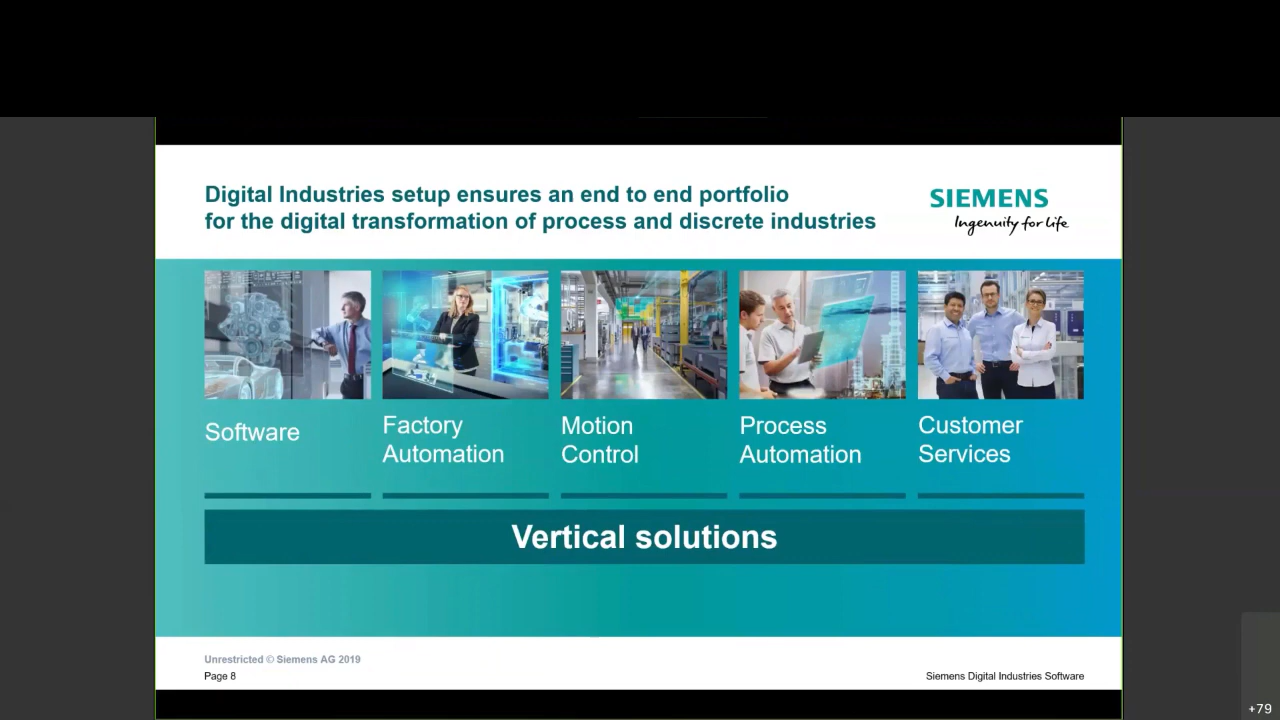 Digital Industries setup ensures an end to end portfolio
for the digital transformation of process and discrete industries
SIEMENS
Ingenuity for life
Software
Factory
Automation
Motion
Control
Process
Automation
Customer
Services
Vertical solutions
Unrestricted © Siemens AG 2019
Page 8
Siemens Digital Industries Software
+79